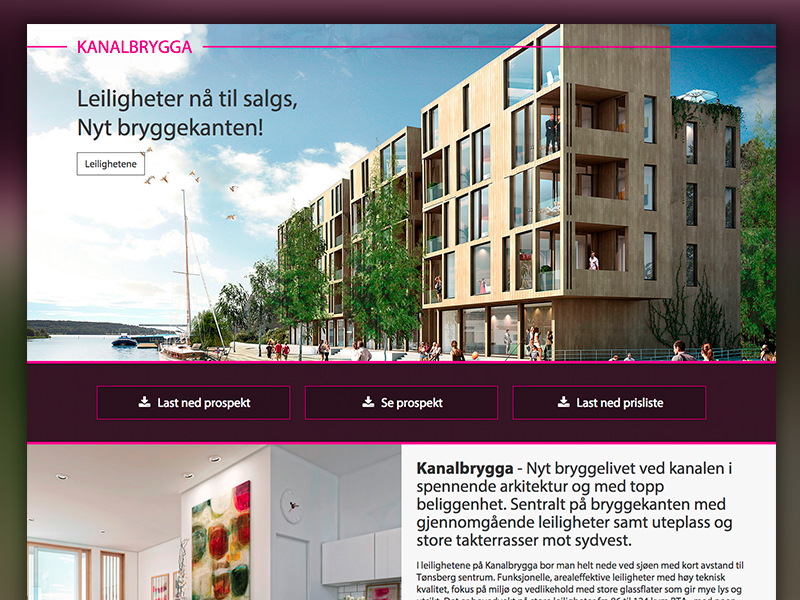 KANALBRYGGA
Leiligheter nå til salgs,
Nyt bryggekanten!
Leilighetene
Last ned prospekt
Se prospekt
Last ned prisliste
Kanalbrygga - Nyt bryggelivet ved kanalen i
spennende arkitektur og med topp
beliggenhet. Sentralt på bryggekanten med
gjennomgående leiligheter samt uteplass og
store takterrasser mot sydvest.
I leilighetene på Kanalbrygga bor man helt nede ved sjøen med kort avstand til
Tønsberg sentrum. Funksjonelle, arealeffektive leiligheter med høy teknisk
kvalitet, fokus på miljø og vedlikehold med store glassflater som gir mye lys og